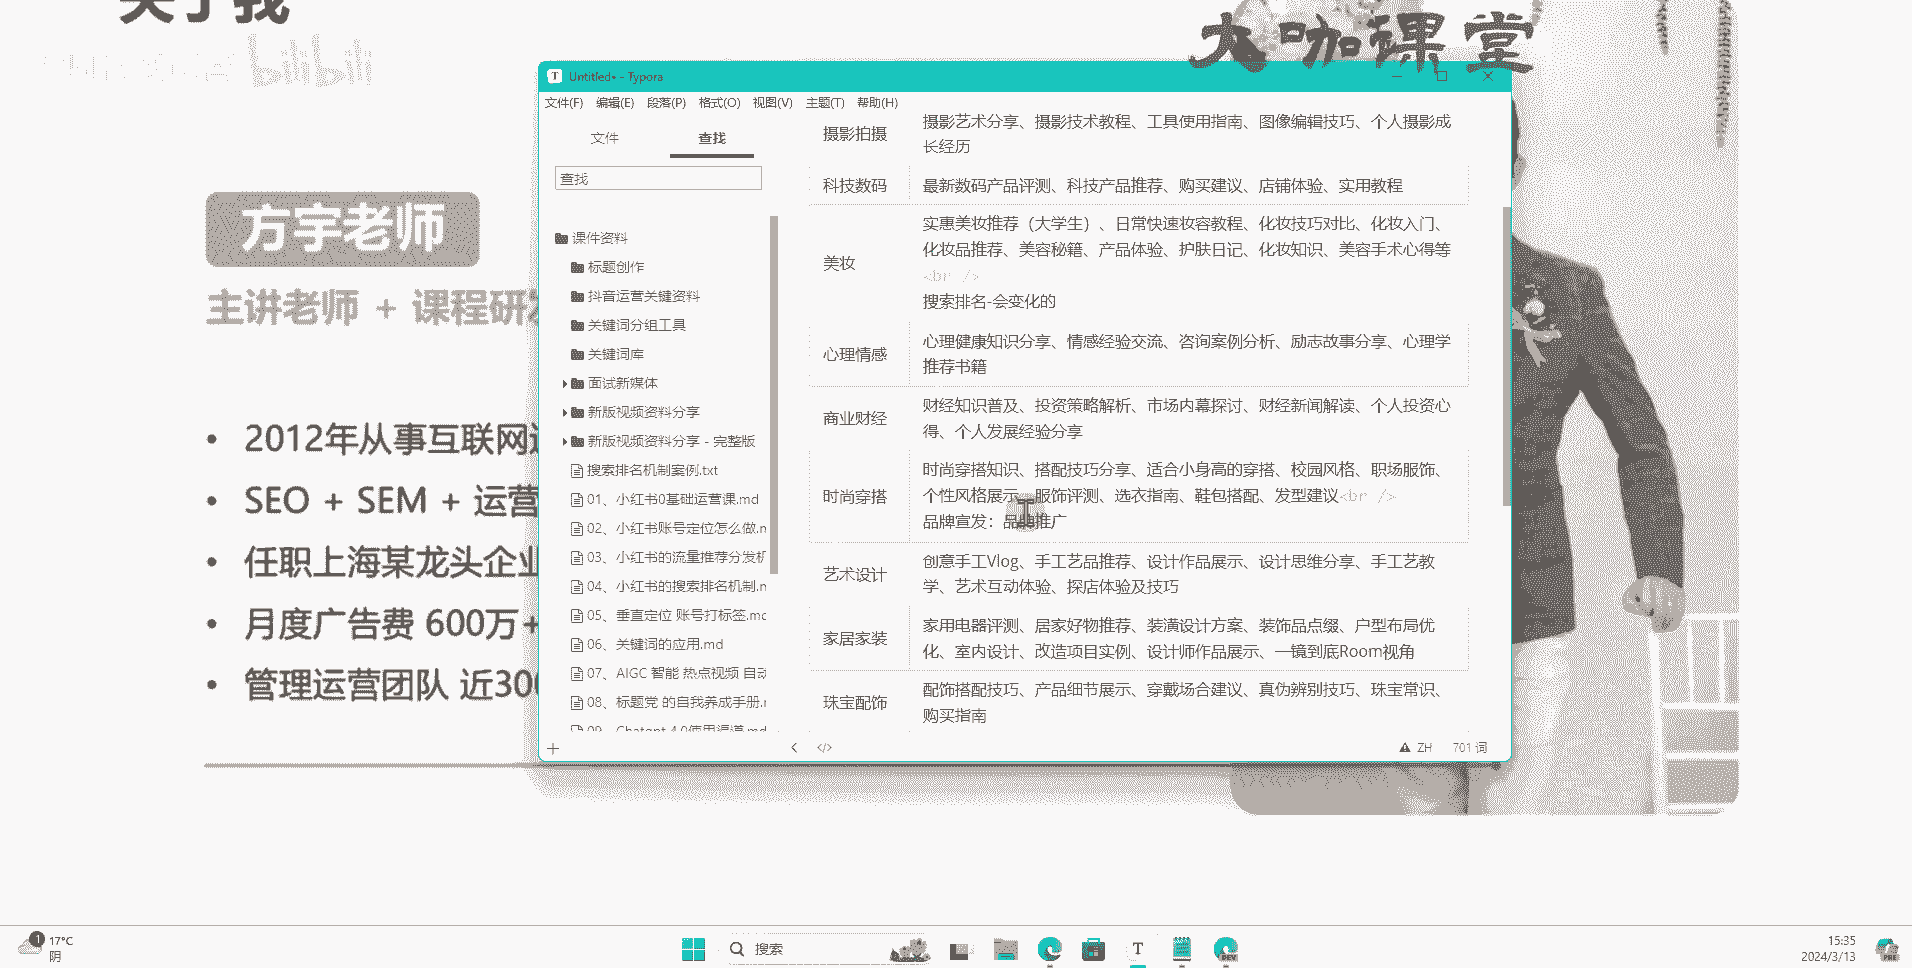 关于我
bilibili
大咖课堂
方宇老师
主讲老师 + 课程研发
2012年从事互联网
SEO + SEM + 运营
任职上海某龙头企业
月度广告费 600万+
管理运营团队 近300
Untitled• - Typora
文件(F) 编辑(E) 段落(P) 格式(O) 视图(V) 主题(T) 帮助(H)
文件 查找
查找
课件资料
标题创作
抖音运营关键资料
关键词分组工具
关键词库
面试新媒体
新版视频资料分享
新版视频资料分享 - 完整版
搜索排名机制案例.txt
01、小红书0基础运营课.md
02、小红书账号定位怎么做.m
03、小红书的流量推荐分发机
04、小红书的搜索排名机制.m
05、垂直定位 账号打标签.mc
06、关键词的应用.md
07、AIGC 智能 热点视频 自动
08、标题党 的自我养成手册.r
09、Chatgpt 4.0使用渠道.md
摄影拍摄
摄影艺术分享、摄影技术教程、工具使用指南、图像编辑技巧、个人摄影成
长经历
科技数码
最新数码产品评测、科技产品推荐、购买建议、店铺体验、实用教程
美妆
实惠美妆推荐（大学生）、日常快速妆容教程、化妆技巧对比、化妆入门、
化妆品推荐、美容秘籍、产品体验、护肤日记、化妆知识、美容手术心得等
<br />
搜索排名-会变化的
心理情感
心理健康知识分享、情感经验交流、咨询案例分析、励志故事分享、心理学
推荐书籍
商业财经
财经知识普及、投资策略解析、市场内幕探讨、财经新闻解读、个人投资心
得、个人发展经验分享
时尚穿搭
时尚穿搭知识、搭配技巧分享、适合小身高的穿搭、校园风格、职场服饰、
个性风格展示、服饰评测、选衣指南、鞋包搭配、发型建议<br />
品牌宣发：品牌推广
艺术设计
创意手工Vlog、手工艺品推荐、设计作品展示、设计思维分享、手工艺教
学、艺术互动体验、探店体验及技巧
家居家装
家用电器评测、居家好物推荐、装潢设计方案、装饰品点缀、户型布局优
化、室内设计、改造项目实例、设计师作品展示、一镜到底Room视角
珠宝配饰
配饰搭配技巧、产品细节展示、穿戴场合建议、真伪辨别技巧、珠宝常识、
购买指南
ZH 701 词
1
17°C
阴
搜索
DEV
15:35
2024/3/13
PRE